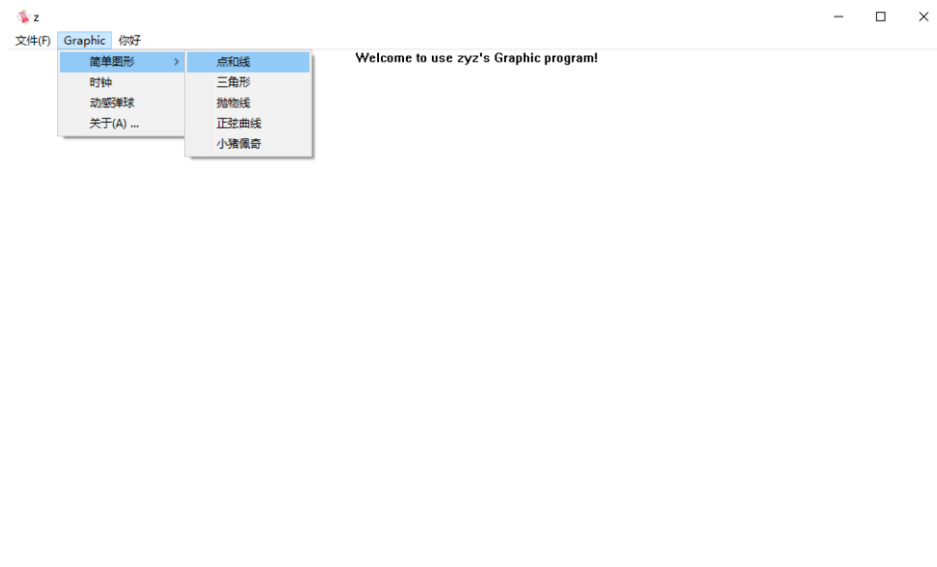 z
文件(F) Graphic 你好
Welcome to use zyz's Graphic program!
简单图形
时钟
动感弹球
关于(A) ...
点和线
三角形
抛物线
正弦曲线
小猪佩奇